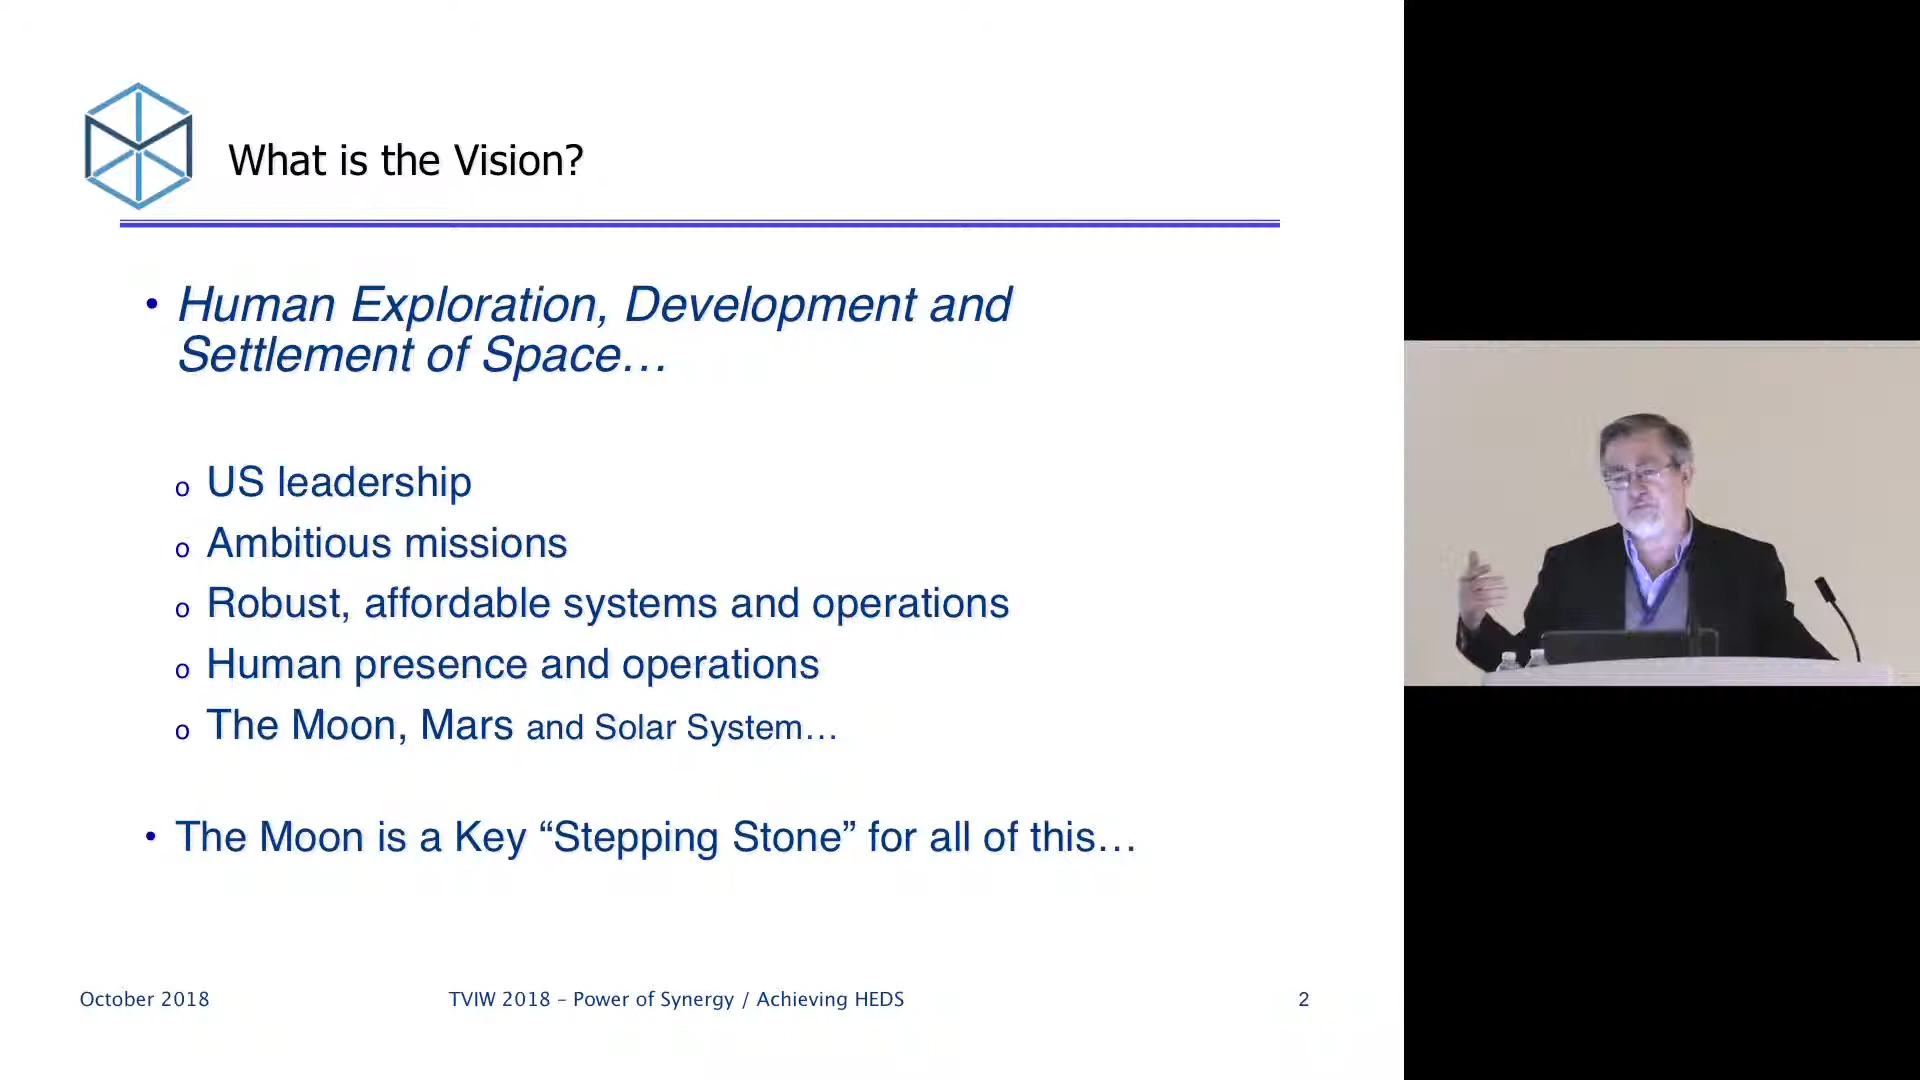 What is the Vision?
• Human Exploration, Development and
Settlement of Space…
o US leadership
o Ambitious missions
o Robust, affordable systems and operations
o Human presence and operations
o The Moon, Mars and Solar System…
• The Moon is a Key “Stepping Stone” for all of this…
October 2018
TVIW 2018 – Power of Synergy / Achieving HEDS
2